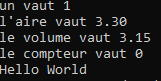 un vaut 1
l'aire vaut 3.30
le volume vaut 3.15
le compteur vaut 0
Hello World